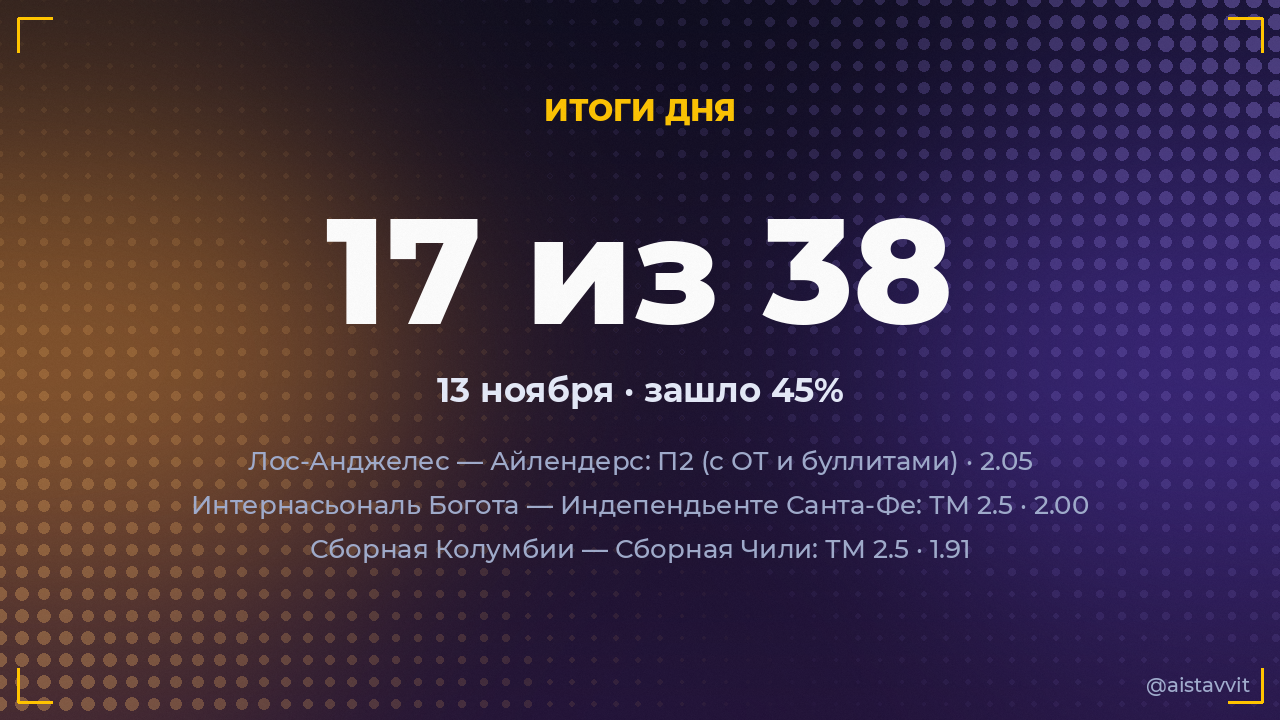 ИТОГИ ДНЯ
17 из 38
13 ноября · зашло 45%
Лос-Анджелес — Айлендерс: П2 (с ОТ и буллитами) · 2.05
Интернасьональ Богота — Индепендьенте Санта-Фе: ТМ 2.5 · 2.00
Сборная Колумбии — Сборная Чили: ТМ 2.5 · 1.91
@aistavvit